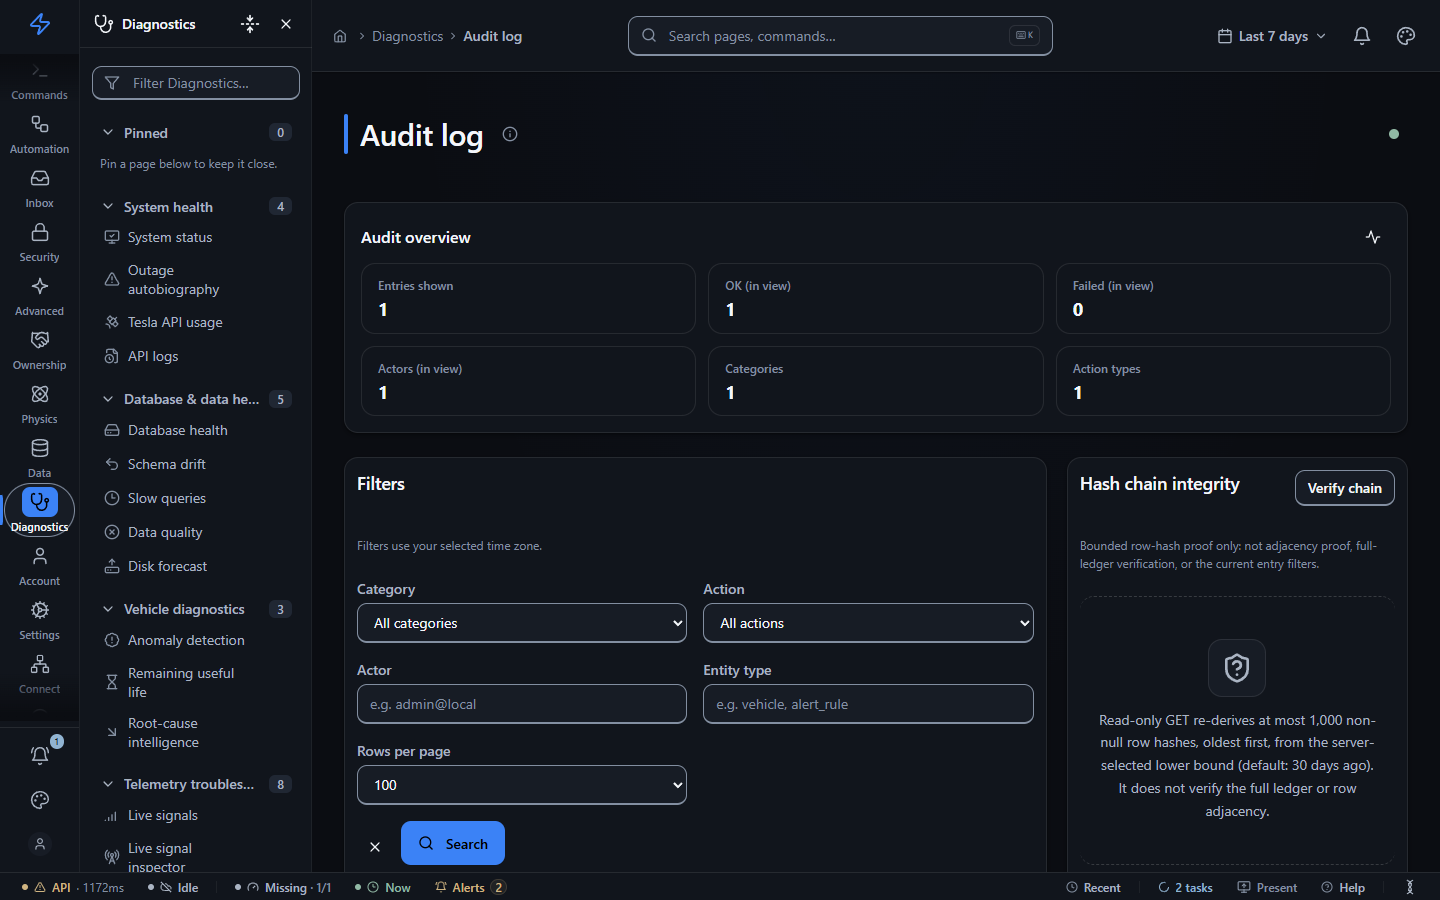 Commands
Automation
Inbox
Security
Advanced
Ownership
Physics
Data
Diagnostics
Account
Settings
Connect
1
Diagnostics
Filter Diagnostics...
Pinned 0
Pin a page below to keep it close.
System health 4
System status
Outage
autobiography
Tesla API usage
API logs
Database & data he... 5
Database health
Schema drift
Slow queries
Data quality
Disk forecast
Vehicle diagnostics 3
Anomaly detection
Remaining useful
life
Root-cause
intelligence
Telemetry troubles... 8
Live signals
Live signal
inspector
Diagnostics
Audit log
Search pages, commands...
K
Last 7 days
Audit log
Audit overview
Entries shown
1
OK (in view)
1
Failed (in view)
0
Actors (in view)
1
Categories
1
Action types
1
Filters
Filters use your selected time zone.
Category
All categories
Action
All actions
Actor
e.g. admin@local
Entity type
e.g. vehicle, alert_rule
Rows per page
100
Search
Hash chain integrity
Verify chain
Bounded row-hash proof only: not adjacency proof, full-
ledger verification, or the current entry filters.
Read-only GET re-derives at most 1,000 non-
null row hashes, oldest first, from the server-
selected lower bound (default: 30 days ago).
It does not verify the full ledger or row
adjacency.
API · 1172ms
Idle
Missing · 1/1
Now
Alerts 2
Recent
2 tasks
Present
Help